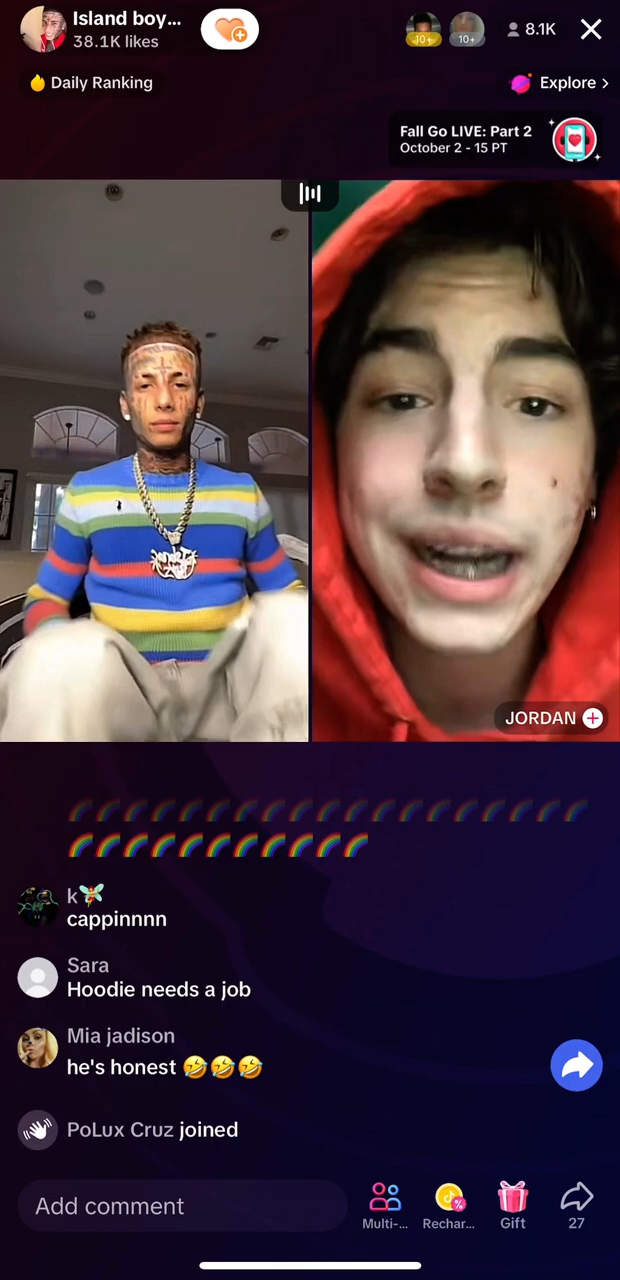 Island boy...
38.1K likes
10+
10+
8.1K
Daily Ranking
Explore >
Fall Go LIVE: Part 2
October 2 - 15 PT
JORDAN
k
cappinnnn
Sara
Hoodie needs a job
Mia jadison
he's honest 🤣🤣🤣
PoLux Cruz joined
Add comment
Multi-...
Rechar...
Gift
27